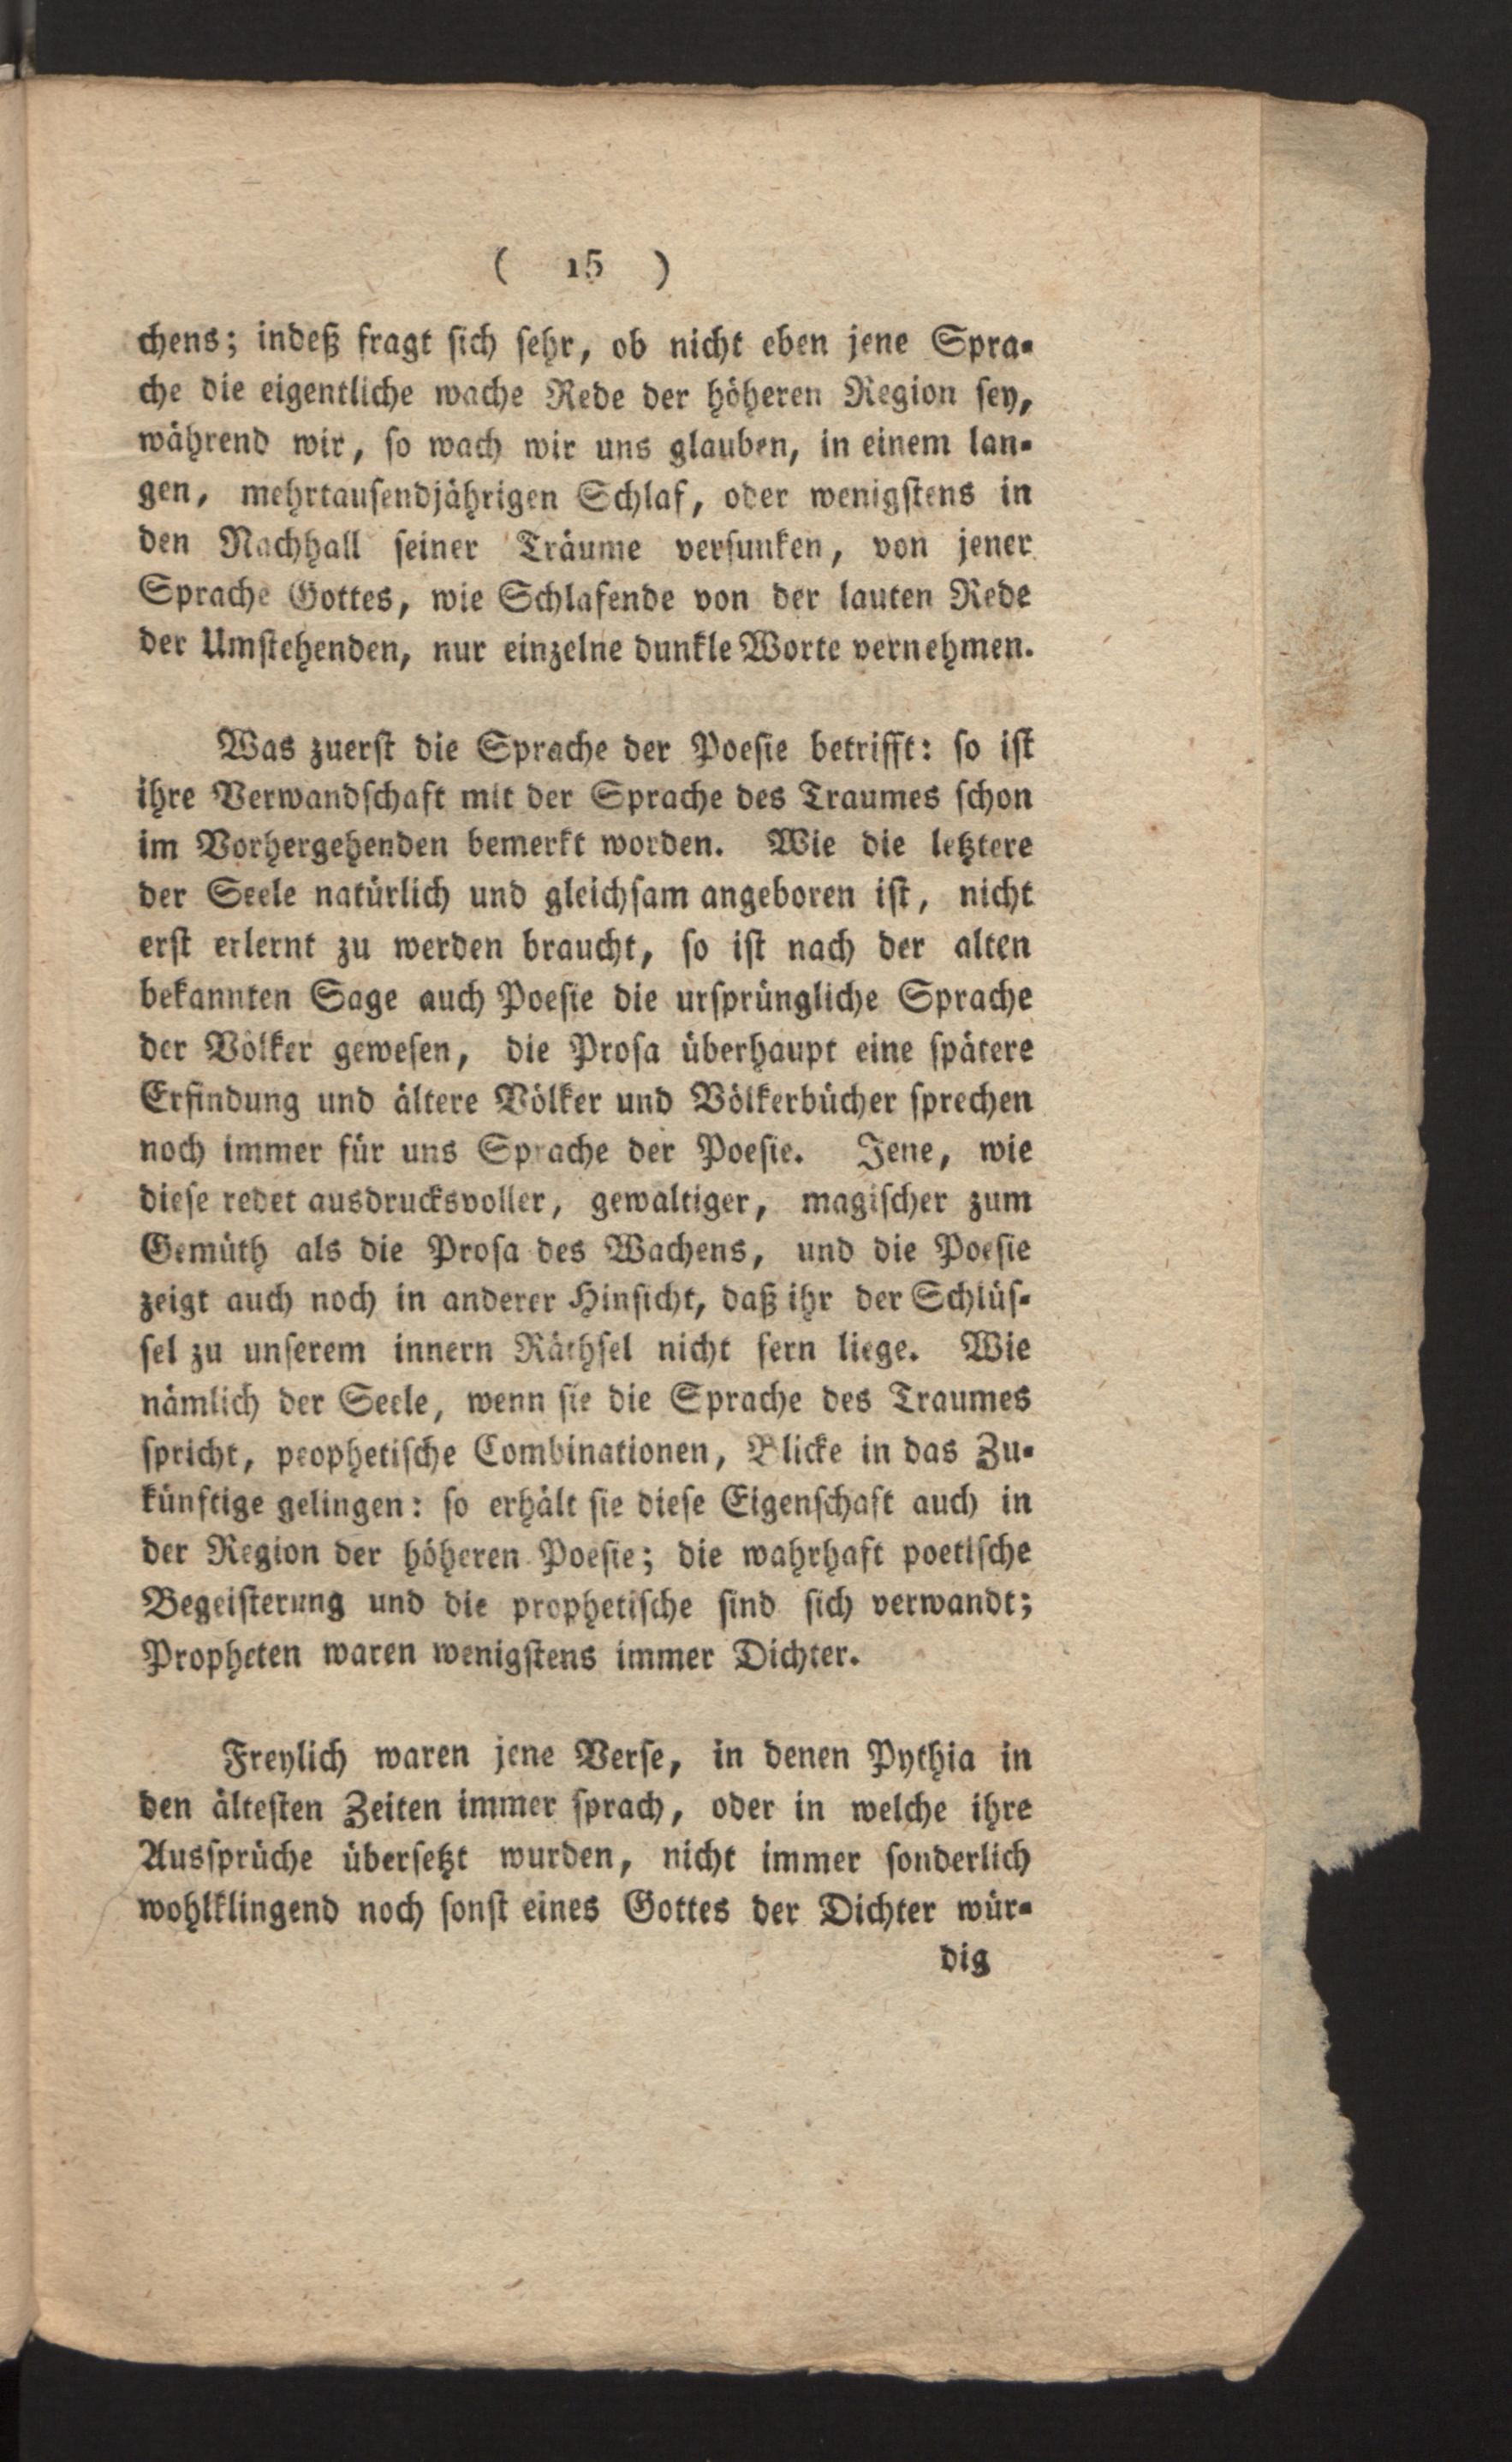 ( 15 )
chens; indeß fragt sich sehr, ob nicht eben jene Spra-
che die eigentliche wache Rede der höheren Region sey,
während wir, so wach wir uns glauben, in einem lan-
gen, mehrtausendjährigen Schlaf, oder wenigstens in
den Nachhall seiner Träume versunken, von jener
Sprache Gottes, wie Schlafende von der lauten Rede
der Umstehenden, nur einzelne dunkle Worte vernehmen.
Was zuerst die Sprache der Poesie betrifft: so ist
ihre Verwandschaft mit der Sprache des Traumes schon
im Vorhergehenden bemerkt worden. Wie die letztere
der Seele natürlich und gleichsam angeboren ist, nicht
erst erlernt zu werden braucht, so ist nach der alten
bekannten Sage auch Poesie die ursprüngliche Sprache
der Völker gewesen, die Prosa überhaupt eine spätere
Erfindung und ältere Völker und Völkerbücher sprechen
noch immer für uns Sprache der Poesie. Jene, wie
diese redet ausdrucksvoller, gewaltiger, magischer zum
Gemüth als die Prosa des Wachens, und die Poesie
zeigt auch noch in anderer Hinsicht, daß ihr der Schlüs-
sel zu unserem innern Räthsel nicht fern liege. Wie
nämlich der Seele, wenn sie die Sprache des Traumes
spricht, prophetische Combinationen, Blicke in das Zu-
künftige gelingen: so erhält sie diese Eigenschaft auch in
der Region der höheren Poesie; die wahrhaft poetische
Begeisterung und die prophetische sind sich verwandt;
Propheten waren wenigstens immer Dichter.
Freylich waren jene Verse, in denen Pythia in
den ältesten Zeiten immer sprach, oder in welche ihre
Aussprüche übersetzt wurden, nicht immer sonderlich
wohlklingend noch sonst eines Gottes der Dichter wür-
dig